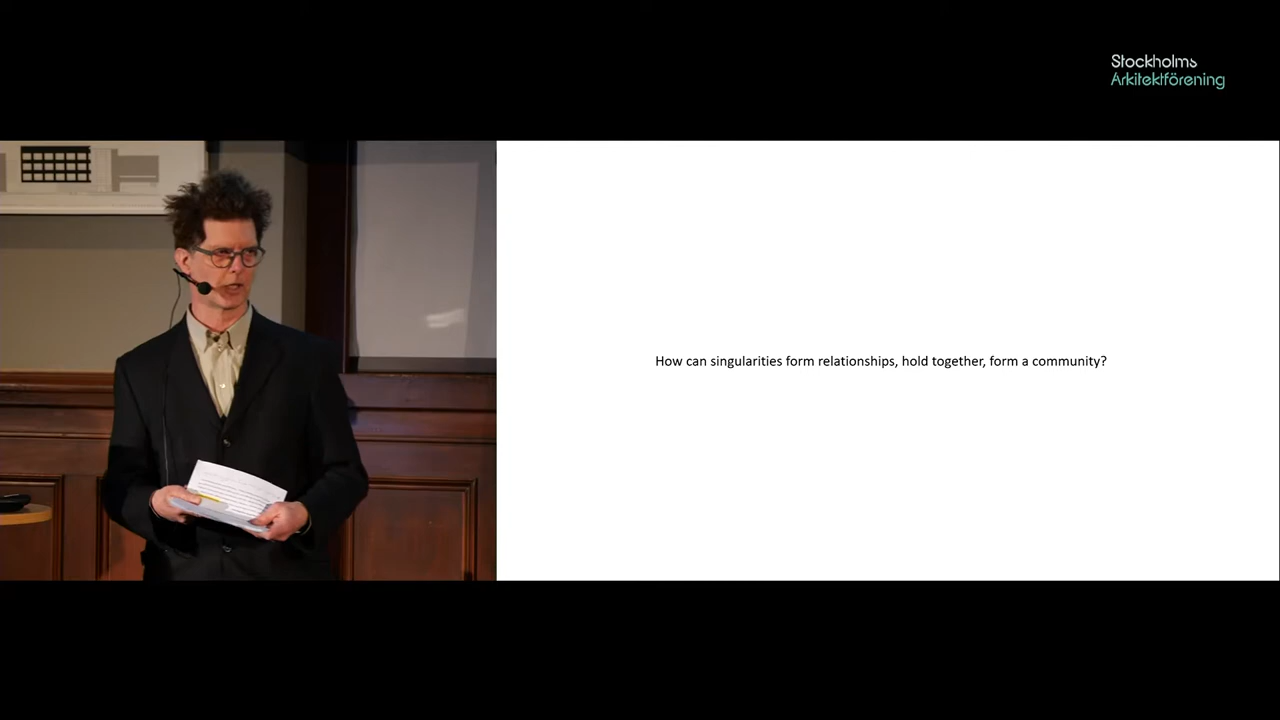 Stockholms
Arkitektförening
How can singularities form relationships, hold together, form a community?